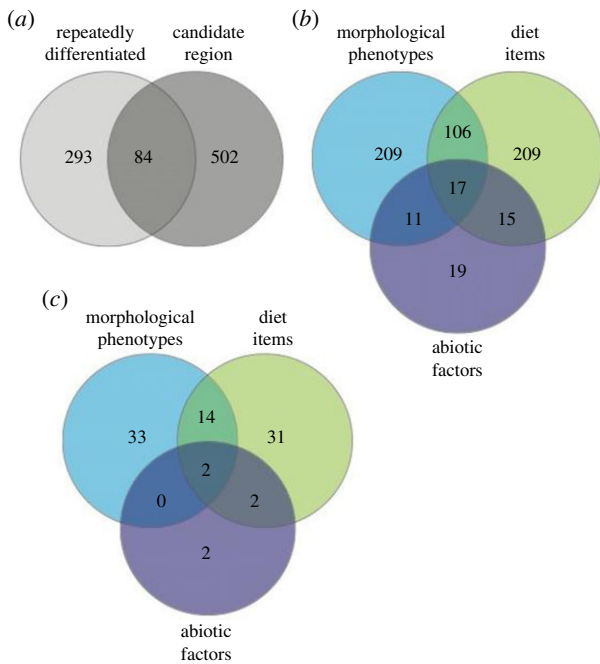 (a)
repeatedly differentiated
candidate region
293 84 502
(b)
morphological phenotypes
diet items
106
209 209
17
11 15
19
abiotic factors
(c)
morphological phenotypes
diet items
14
33 31
2
0 2
2
abiotic factors